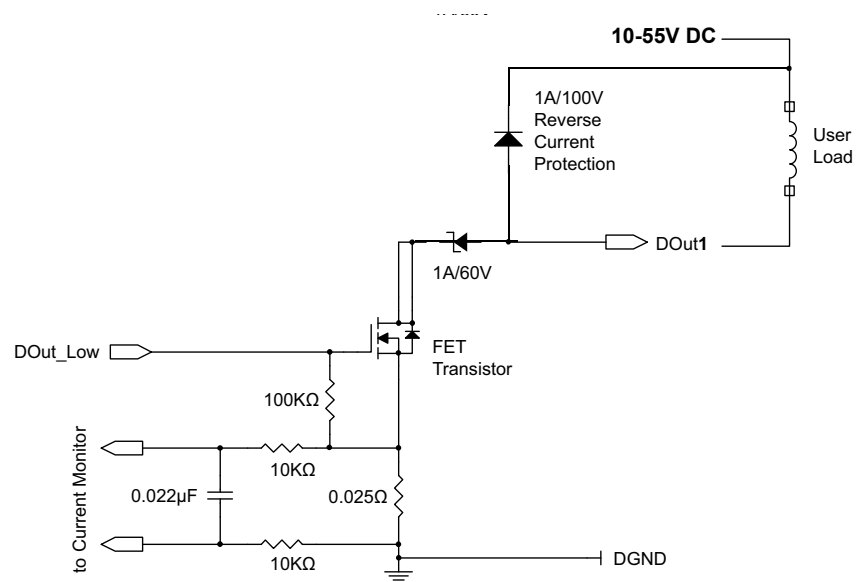 10-55V DC
1A/100V
Reverse
Current
Protection
User
Load
DOut1
1A/60V
DOut_Low
FET
Transistor
100KΩ
10KΩ
0.022µF
0.025Ω
to Current Monitor
10KΩ
DGND